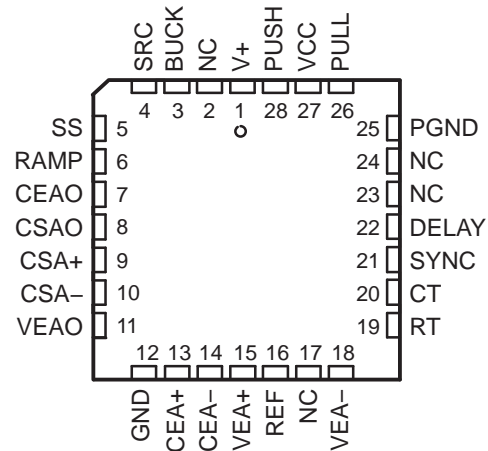 SRC BUCK NC V+ PUSH VCC PULL
4 3 2 1 28 27 26
SS 5 25 PGND
RAMP 6 24 NC
CEAO 7 23 NC
CSAO 8 22 DELAY
CSA+ 9 21 SYNC
CSA− 10 20 CT
VEAO 11 19 RT
12 13 14 15 16 17 18
GND CEA+ CEA− VEA+ REF NC VEA−